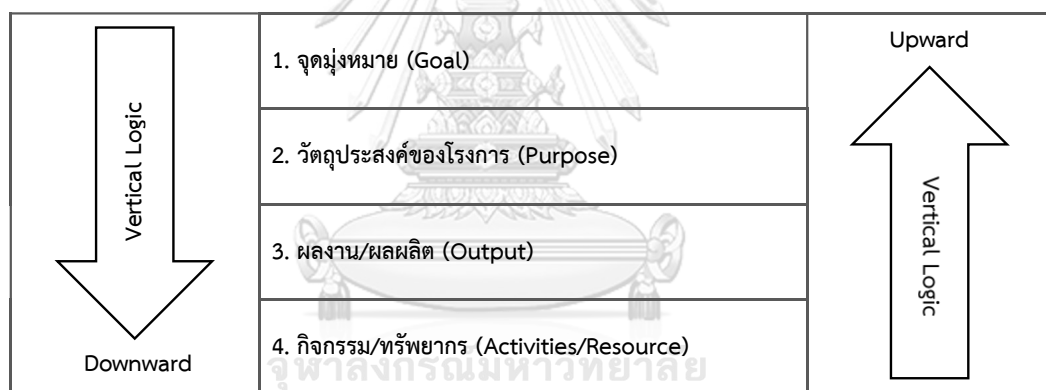 Upward
1. จุดมุ่งหมาย (Goal)
Vertical Logic
2. วัตถุประสงค์ของโรงการ (Purpose)
Vertical Logic
3. ผลงาน/ผลผลิต (Output)
4. กิจกรรม/ทรัพยากร (Activities/Resource)
Downward
จุฬาลงกรณ์มหาวิทยาลัย